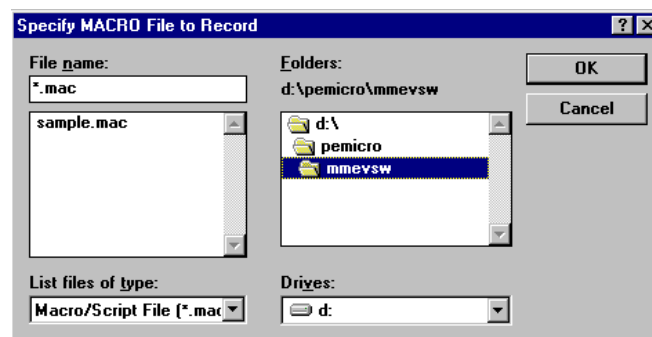 Specify MACRO File to Record
File name:
*.mac
sample.mac
List files of type:
Macro/Script File (*.mac
Folders:
d:\pemicro\mmevsw
d:\
pemicro
mmevsw
Drives:
d:
OK
Cancel